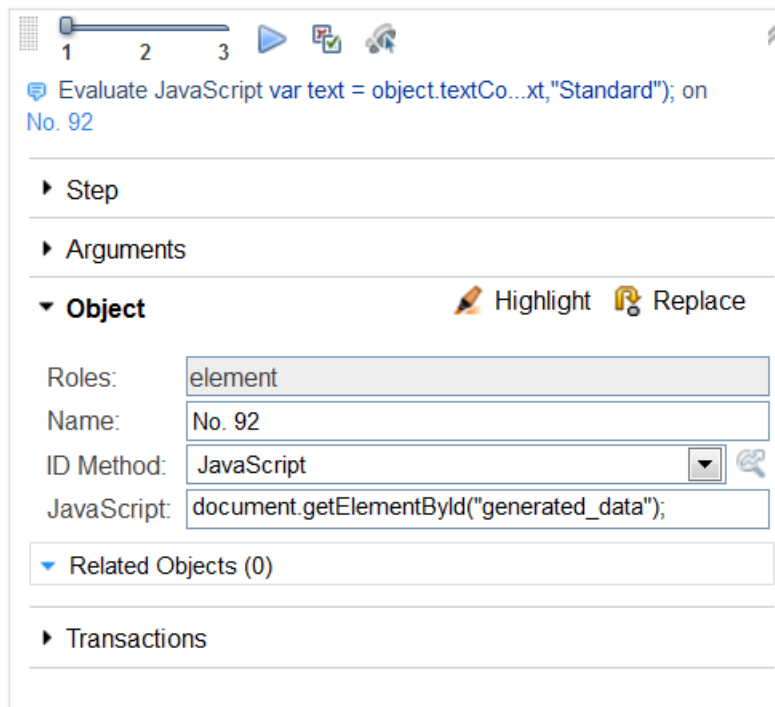 1 2 3
Evaluate JavaScript var text = object.textCo...xt,"Standard"); on
No. 92
Step
Arguments
Object Highlight Replace
Roles: element
Name: No. 92
ID Method: JavaScript
JavaScript: document.getElementById("generated_data");
Related Objects (0)
Transactions